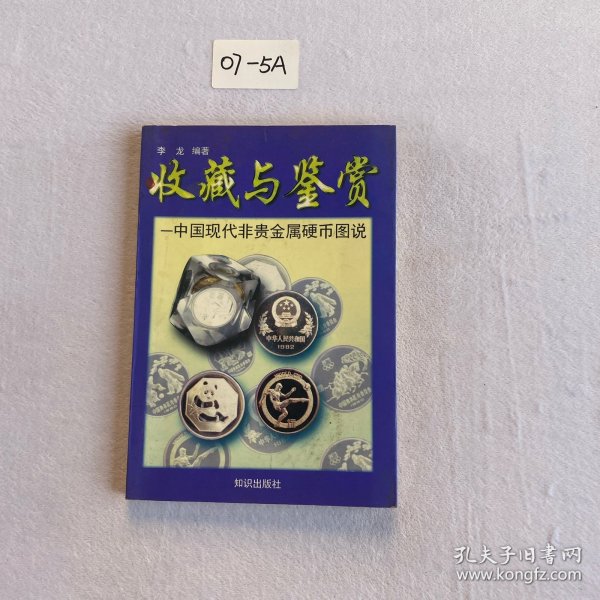 07-5A
李龙 编著
收藏与鉴赏
—中国现代非贵金属硬币图说
中华人民共和国
1982
知识出版社
孔夫子旧书网
www.kongfz.com